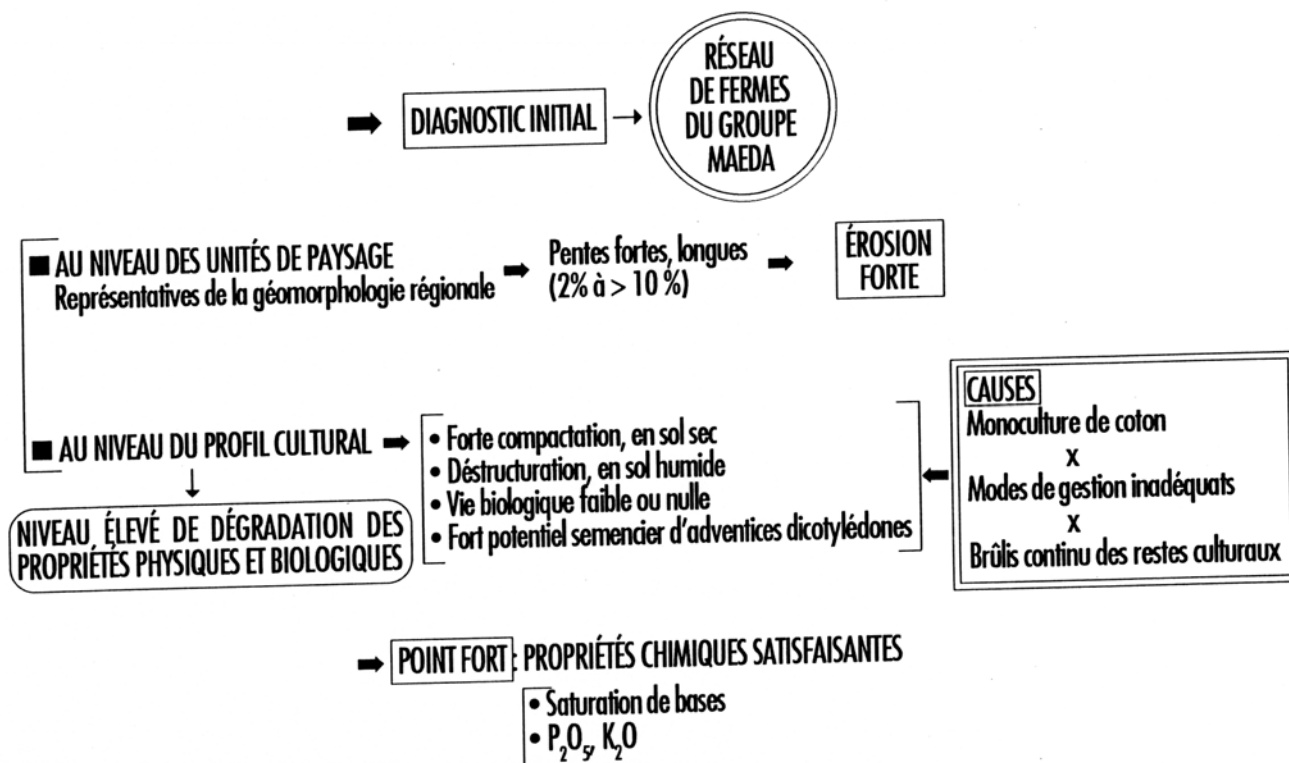 ➡ DIAGNOSTIC INITIAL →
RÉSEAU
DE FERMES
DU GROUPE
MAEDA
■ AU NIVEAU DES UNITÉS DE PAYSAGE
Représentatives de la géomorphologie régionale
Pentes fortes, longues
(2% à > 10 %)
ÉROSION
FORTE
■ AU NIVEAU DU PROFIL CULTURAL
NIVEAU ÉLEVÉ DE DÉGRADATION DES
PROPRIÉTÉS PHYSIQUES ET BIOLOGIQUES
• Forte compactation, en sol sec
• Déstructuration, en sol humide
• Vie biologique faible ou nulle
• Fort potentiel semencier d'adventices dicotylédones
CAUSES
Monoculture de coton
X
Modes de gestion inadéquats
X
Brûlis continu des restes culturaux
➡ POINT FORT : PROPRIÉTÉS CHIMIQUES SATISFAISANTES
• Saturation de bases
• P₂O₅, K₂O